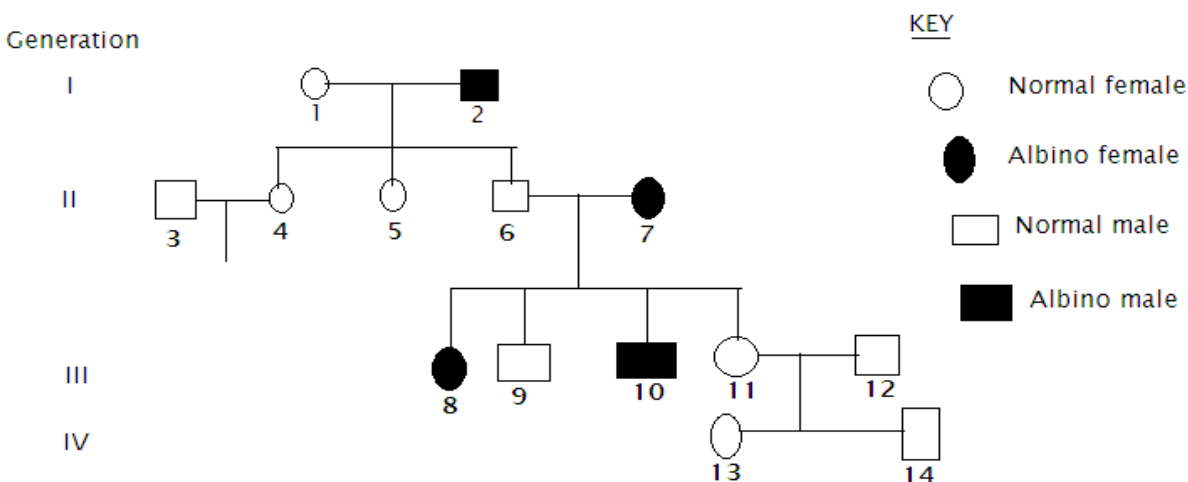 Generation
KEY
I
1
2
Normal female
Albino female
II
3
4
5
6
7
Normal male
Albino male
III
8
9
10
11
12
IV
13
14